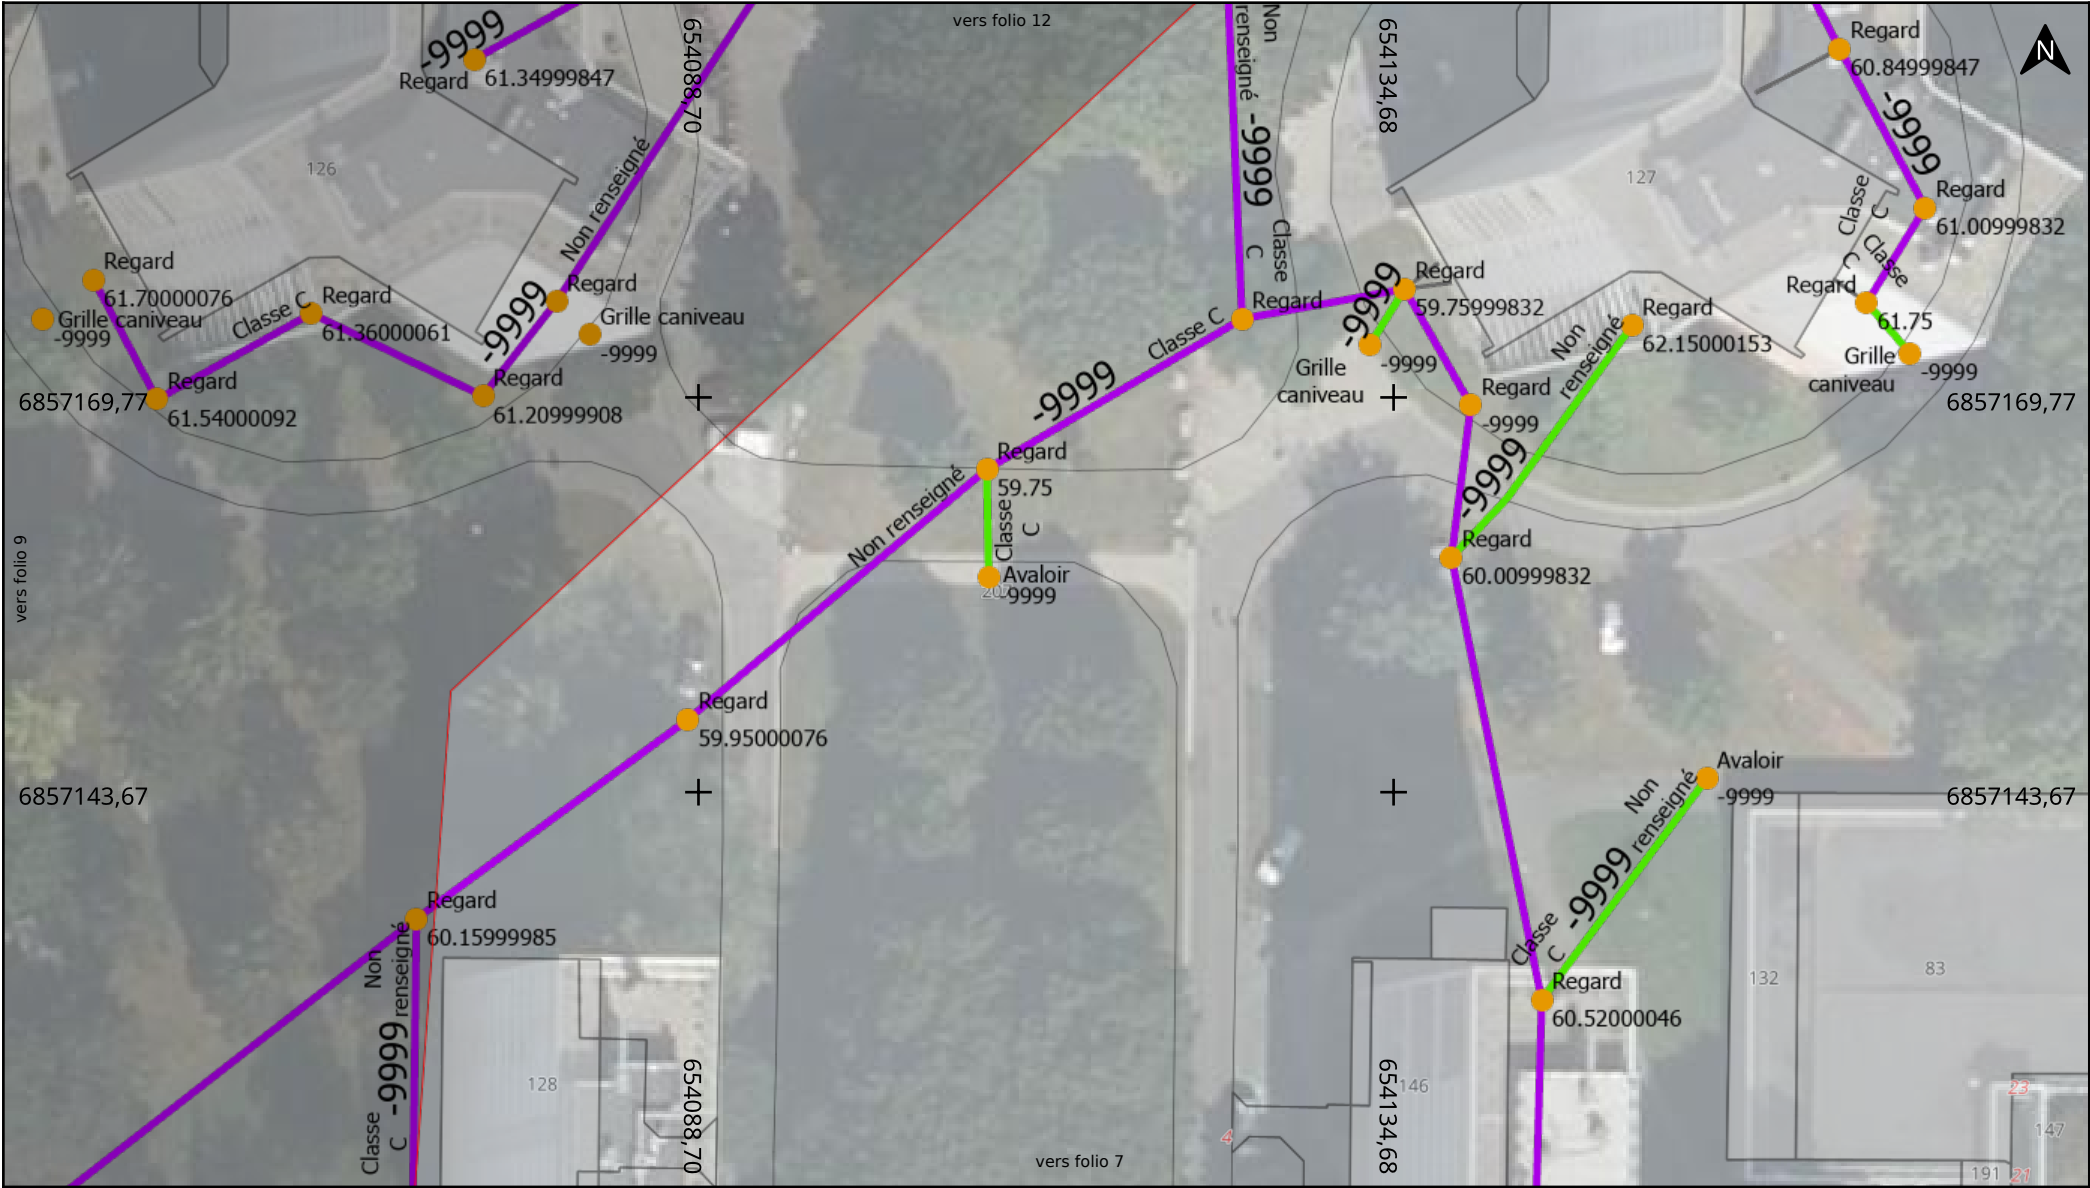 vers folio 12
-9999
Regard
61.34999847
654088,70
Non
renseigné
-9999
Classe
C
654134,68
Regard
60.84999847
N
-9999
126
Non renseigné
127
Classe
C
Regard
61.00999832
Classe
C
Regard
61.70000076
Grille caniveau
-9999
Classe C
Regard
61.36000061
-9999
Regard
Grille caniveau
-9999
Regard
Classe C
-9999
Regard
59.75999832
-9999
Grille
caniveau
Non
renseigné
Regard
62.15000153
Regard
61.75
Grille
caniveau
-9999
6857169,77
Regard
61.54000092
Regard
61.20999908
-9999
Regard
-9999
6857169,77
Regard
59.75
Non renseigné
Classe
C
-9999
vers folio 9
Avaloir
-9999
Regard
60.00999832
Regard
59.95000076
6857143,67
Avaloir
-9999
6857143,67
Non
renseigné
-9999
Regard
60.15999985
Non
renseigné
-9999
Classe
C
Classe
C
Regard
60.52000046
132
83
128
654088,70
654134,68
146
23
4
147
vers folio 7
191
21